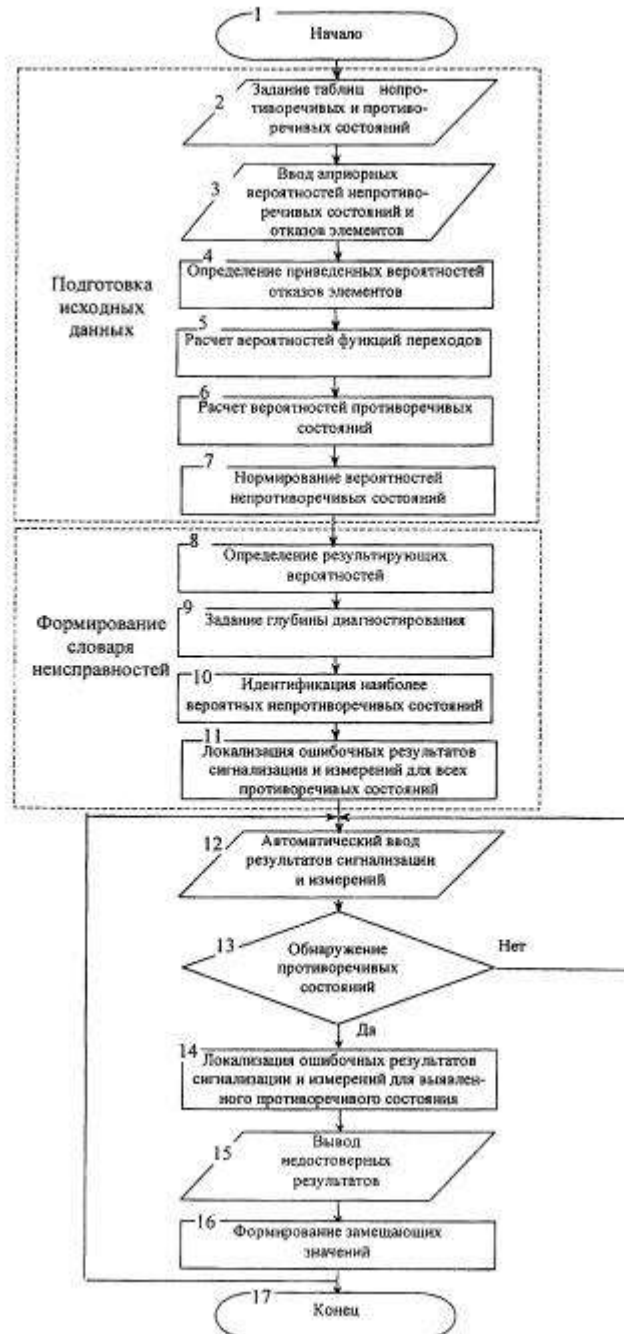 1
Начало
2
Задание таблиц непро-
тиворечивых и противо-
речивых состояний
3
Ввод априорных
вероятностей непротиво-
речивых состояний и
отказов элементов
Подготовка
исходных
данных
4
Определение приведенных вероятностей
отказов элементов
5
Расчет вероятностей функций переходов
6
Расчет вероятностей противоречивых
состояний
7
Нормирование вероятностей
непротиворечивых состояний
Формирование
словаря
неисправностей
8
Определение результирующих
вероятностей
9
Задание глубины диагностирования
10
Идентификация наиболее
вероятных непротиворечивых состояний
11
Локализация ошибочных результатов
сигнализации и измерений для всех
противоречивых состояний
12
Автоматический ввод
результатов сигнализации
и измерений
13
Обнаружение
противоречивых
состояний
Нет
Да
14
Локализация ошибочных результатов
сигнализации и измерений для выявлен-
ного противоречивого состояния
15
Вывод
недостоверных
результатов
16
Формирование замещающих
значений
17
Конец